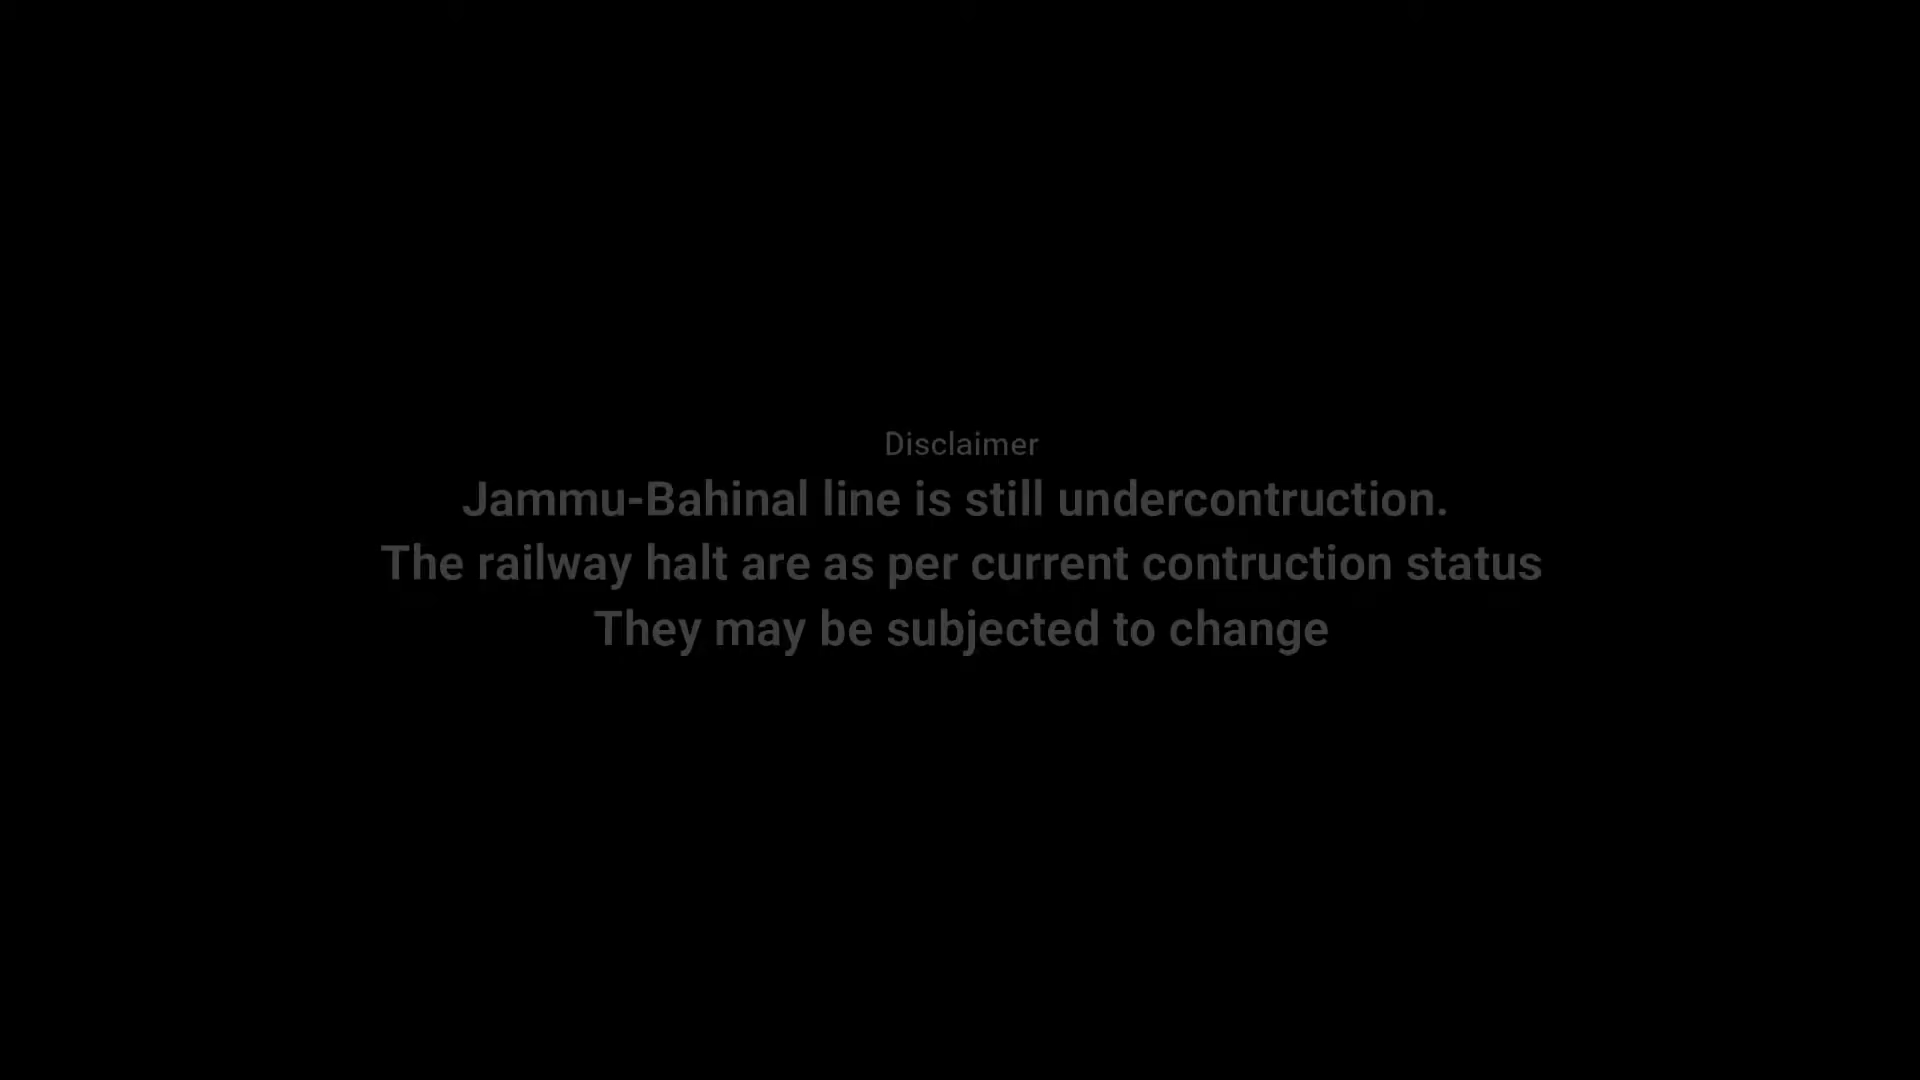 Disclaimer
Jammu-Bahinal line is still undercontruction.
The railway halt are as per current contruction status
They may be subjected to change